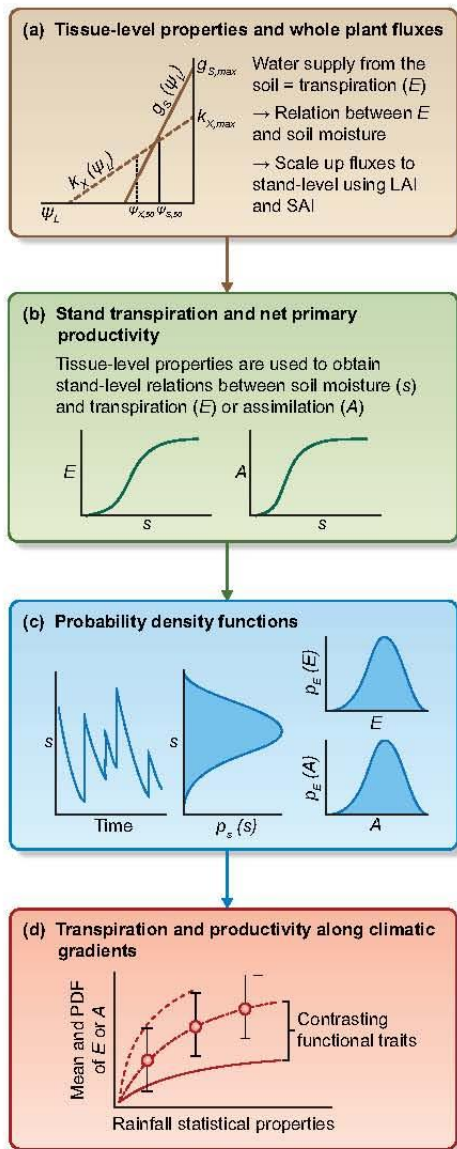 (a) Tissue-level properties and whole plant fluxes
g_S,max
g_S(ψ_L)
k_X,max
k_X(ψ_L)
ψ_L
ψ_X,50
ψ_S,50
Water supply from the
soil = transpiration (E)
→ Relation between E
and soil moisture
→ Scale up fluxes to
stand-level using LAI
and SAI
(b) Stand transpiration and net primary
productivity
Tissue-level properties are used to obtain
stand-level relations between soil moisture (s)
and transpiration (E) or assimilation (A)
E
s
A
s
(c) Probability density functions
s
Time
s
p_s (s)
p_E (E)
E
p_E (A)
A
(d) Transpiration and productivity along climatic
gradients
Mean and PDF
of E or A
Contrasting
functional traits
Rainfall statistical properties